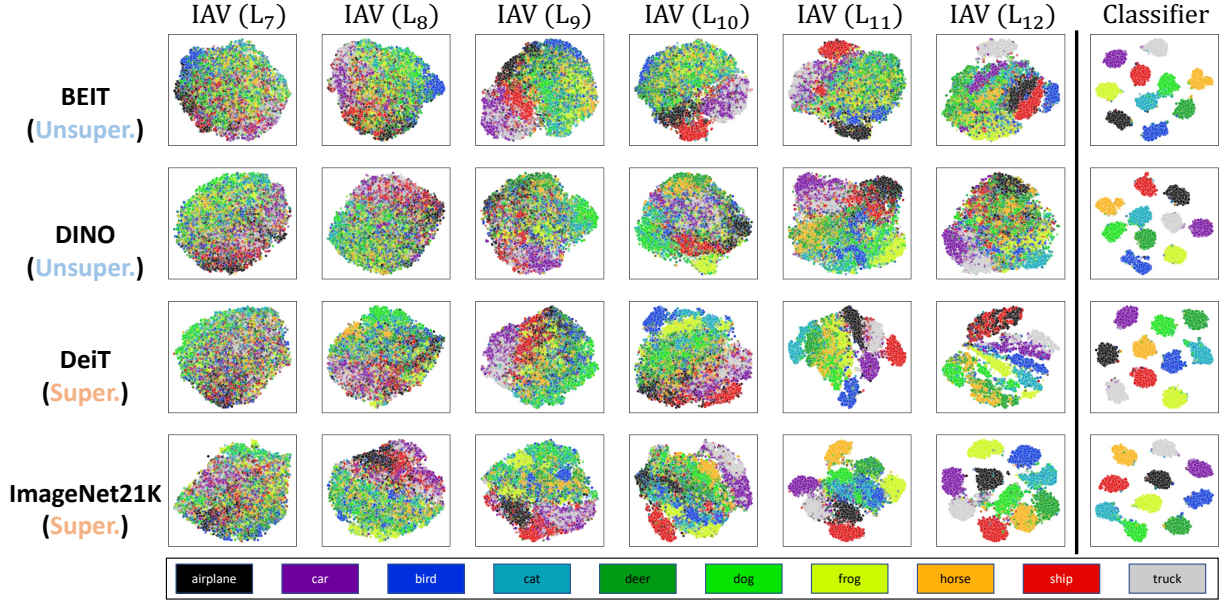 IAV (L7) IAV (L8) IAV (L9) IAV (L10) IAV (L11) IAV (L12) Classifier
BEIT
(Unsuper.)
DINO
(Unsuper.)
DeiT
(Super.)
ImageNet21K
(Super.)
airplane car bird cat deer dog frog horse ship truck